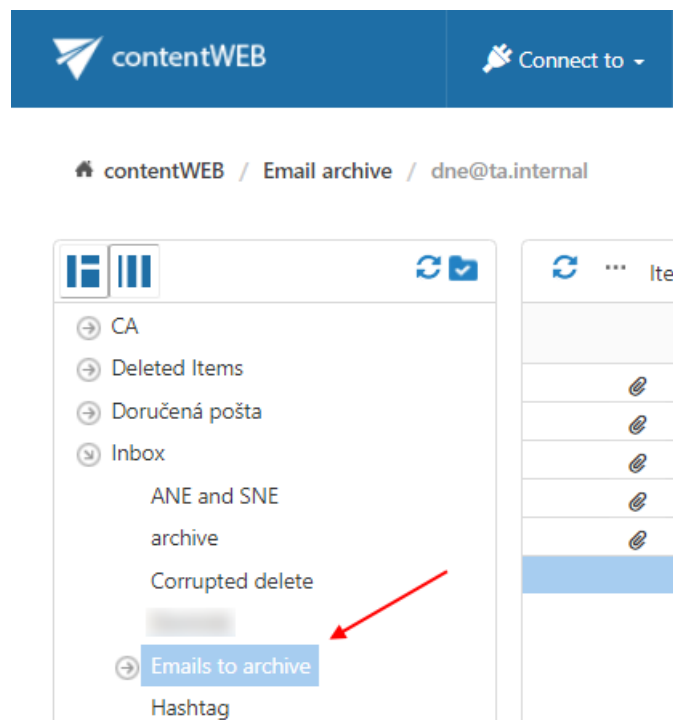 contentWEB
Connect to
contentWEB / Email archive / dne@ta.internal
... Ite
CA
Deleted Items
Doručená pošta
Inbox
ANE and SNE
archive
Corrupted delete
Emails to archive
Hashtag